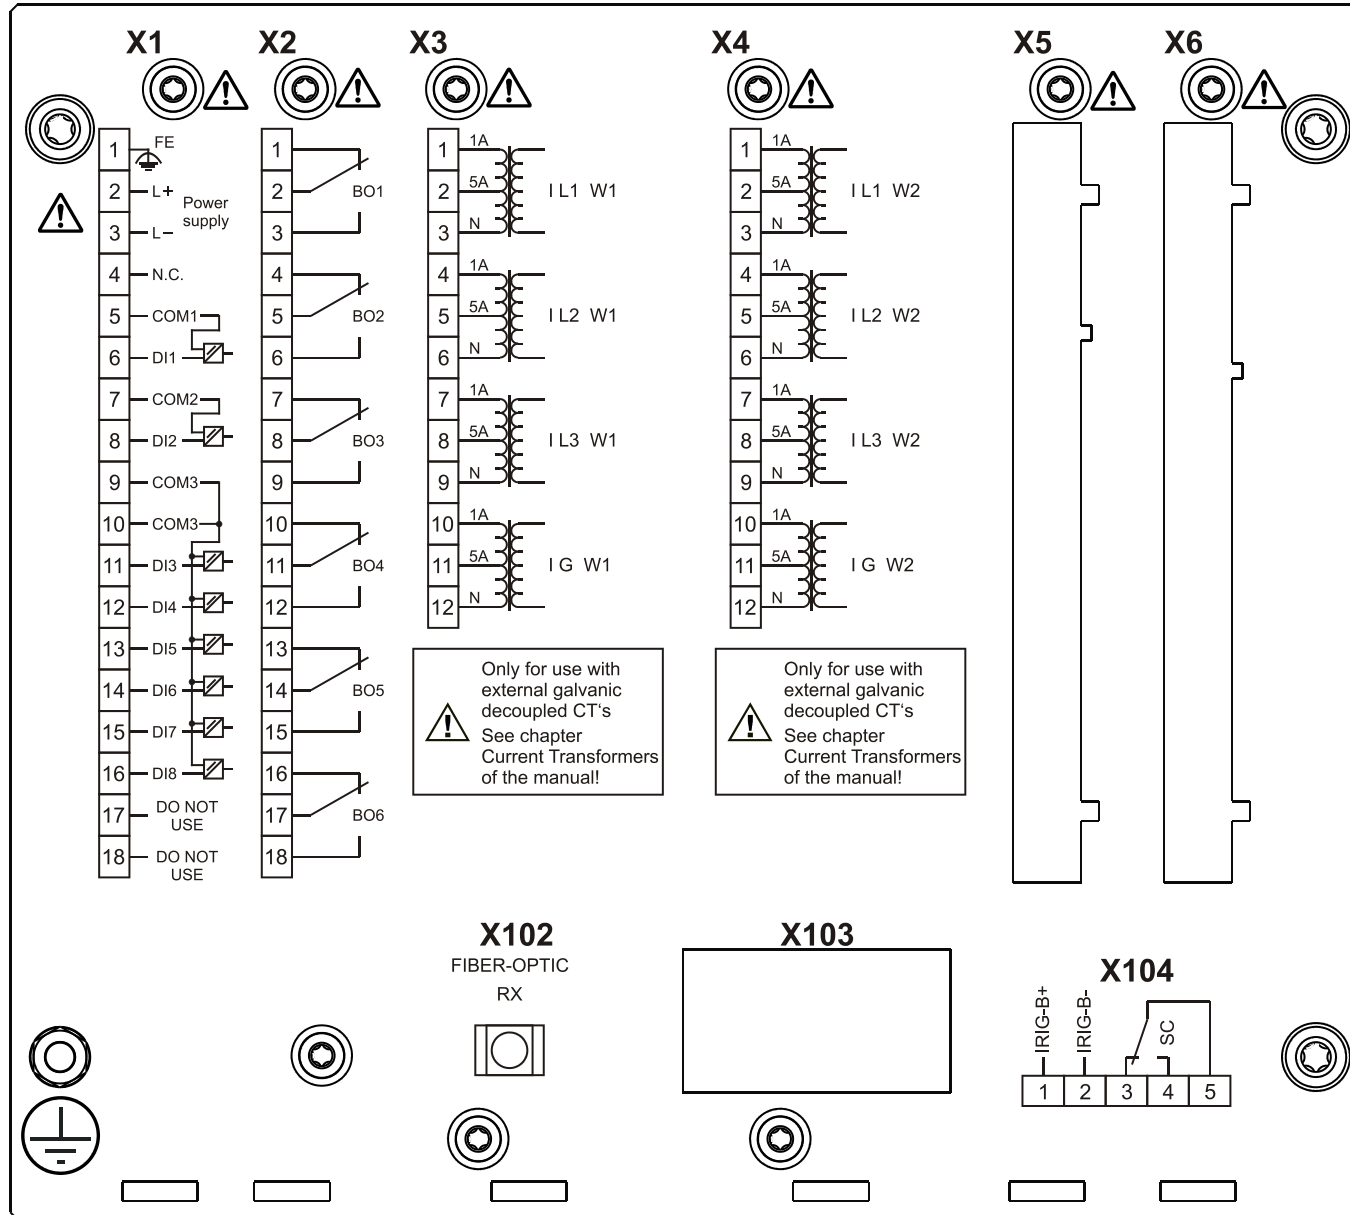 X1 X2 X3 X4 X5 X6
1 FE
2 L+
Power
supply
3 L–
4 N.C.
5 COM1
6 DI1
7 COM2
8 DI2
9 COM3
10 COM3
11 DI3
12 DI4
13 DI5
14 DI6
15 DI7
16 DI8
17 DO NOT
USE
18 DO NOT
USE
1
2 BO1
3
4
5 BO2
6
7
8 BO3
9
10
11 BO4
12
13
14 BO5
15
16
17 BO6
18
1 1A
2 5A I L1 W1
3 N
4 1A
5 5A I L2 W1
6 N
7 1A
8 5A I L3 W1
9 N
10 1A
11 5A I G W1
12 N
Only for use with
external galvanic
decoupled CT‘s
See chapter
Current Transformers
of the manual!
1 1A
2 5A I L1 W2
3 N
4 1A
5 5A I L2 W2
6 N
7 1A
8 5A I L3 W2
9 N
10 1A
11 5A I G W2
12 N
Only for use with
external galvanic
decoupled CT‘s
See chapter
Current Transformers
of the manual!
X102
FIBER-OPTIC
RX
X103
X104
IRIG-B+
IRIG-B-
SC
1 2 3 4 5